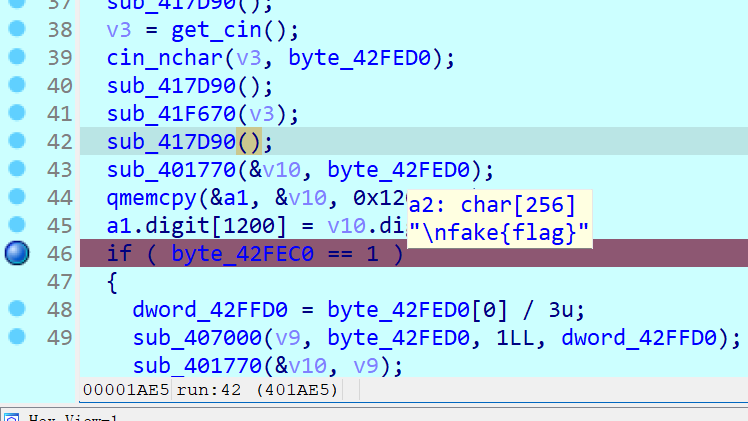 37 sub_417D90();
38 v3 = get_cin();
39 cin_nchar(v3, byte_42FED0);
40 sub_417D90();
41 sub_41F670(v3);
42 sub_417D90();
43 sub_401770(&v10, byte_42FED0);
44 qmemcpy(&a1, &v10, 0x120
a2: char[256]
45 a1.digit[1200] = v10.di
"\nfake{flag}"
46 if ( byte_42FEC0 == 1 )
47 {
48 dword_42FFD0 = byte_42FED0[0] / 3u;
49 sub_407000(v9, byte_42FED0, 1LL, dword_42FFD0);
sub_401770(&v10, v9);
00001AE5 run:42 (401AE5)
Hex View-1